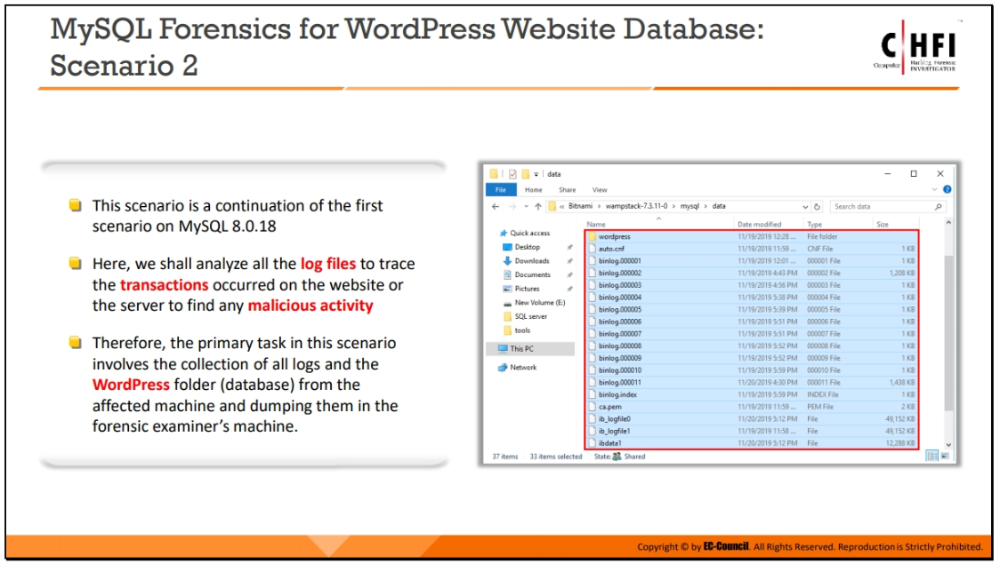 MySQL Forensics for WordPress Website Database:
Scenario 2
C HFI
Computer Hacking Forensic
INVESTIGATOR
This scenario is a continuation of the first
scenario on MySQL 8.0.18
Here, we shall analyze all the log files to trace
the transactions occurred on the website or
the server to find any malicious activity
Therefore, the primary task in this scenario
involves the collection of all logs and the
WordPress folder (database) from the
affected machine and dumping them in the
forensic examiner's machine.
data
File Home Share View
« Bitnami › wampstack-7.3.11-0 › mysql › data
Search data
Name Date modified Type Size
Quick access
Desktop
Downloads
Documents
Pictures
New Volume (E:)
SQL server
tools
This PC
Network
wordpress 11/19/2019 12:28 ... File folder
auto.cnf 11/19/2019 11:59 ... CNF File 1 KB
binlog.000001 11/19/2019 12:01 ... 000001 File 1 KB
binlog.000002 11/19/2019 4:43 PM 000002 File 1,208 KB
binlog.000003 11/19/2019 4:56 PM 000003 File 1 KB
binlog.000004 11/19/2019 5:38 PM 000004 File 1 KB
binlog.000005 11/19/2019 5:39 PM 000005 File 1 KB
binlog.000006 11/19/2019 5:51 PM 000006 File 1 KB
binlog.000007 11/19/2019 5:51 PM 000007 File 1 KB
binlog.000008 11/19/2019 5:52 PM 000008 File 1 KB
binlog.000009 11/19/2019 5:52 PM 000009 File 1 KB
binlog.000010 11/19/2019 5:59 PM 000010 File 1 KB
binlog.000011 11/20/2019 4:30 PM 000011 File 1,438 KB
binlog.index 11/19/2019 5:59 PM INDEX File 1 KB
ca.pem 11/19/2019 11:59 ... PEM File 2 KB
ib_logfile0 11/20/2019 5:12 PM File 49,152 KB
ib_logfile1 11/19/2019 11:58 ... File 49,152 KB
ibdata1 11/20/2019 5:12 PM File 12,288 KB
37 items 33 items selected State: Shared
Copyright © by EC-Council. All Rights Reserved. Reproduction is Strictly Prohibited.